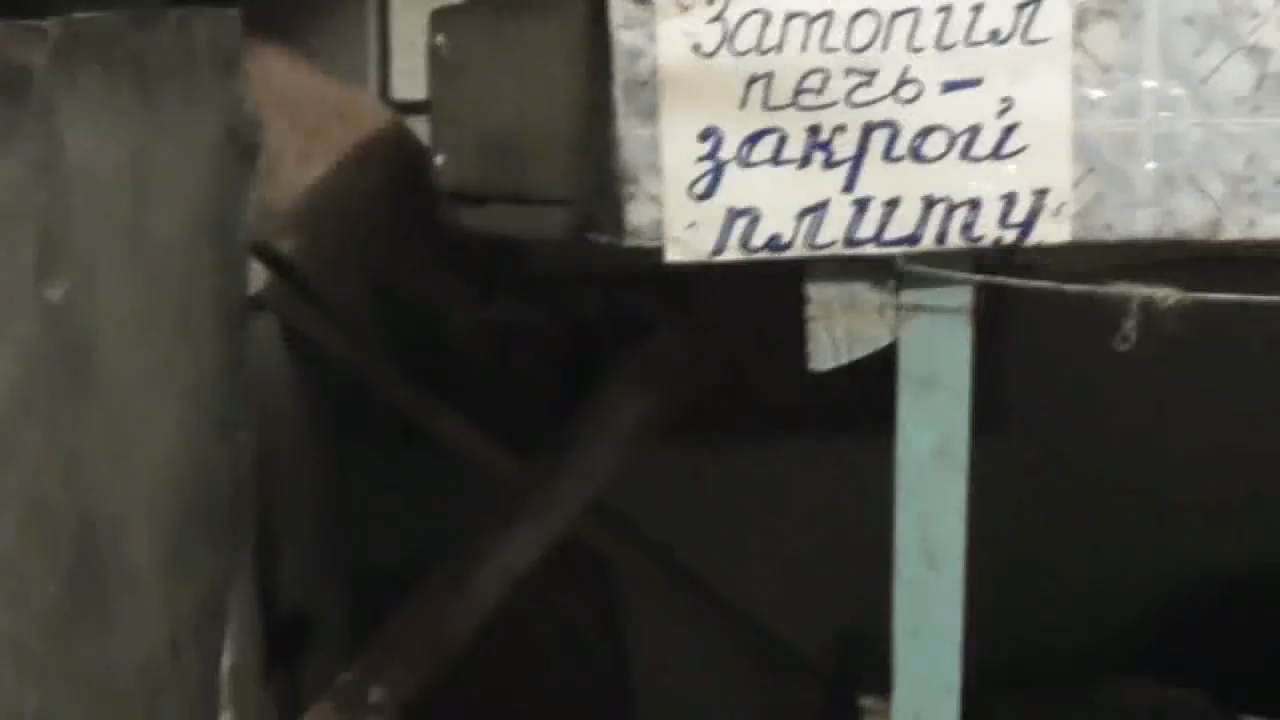 Затопил
печь-
закрой
плиту